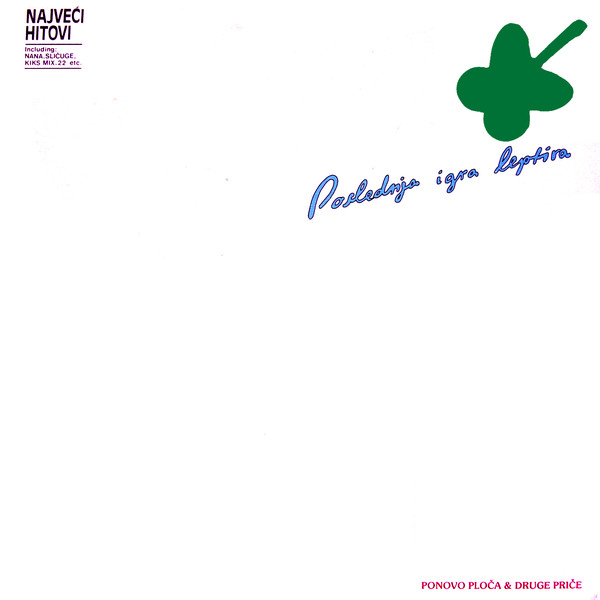 NAJVEĆI
HITOVI
Including:
NANA.SLIČUGE,
KIKS MIX.22 etc.
Poslednja igra leptira
PONOVO PLOČA & DRUGE PRIČE